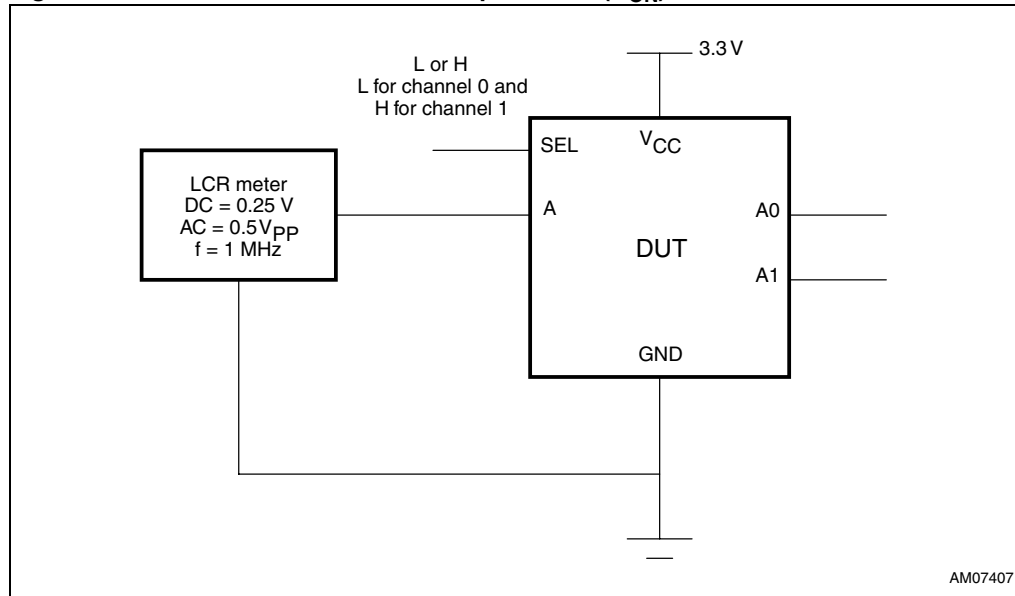 3.3 V
L or H
L for channel 0 and
H for channel 1
SEL
VCC
LCR meter
DC = 0.25 V
AC = 0.5VPP
f = 1 MHz
A
A0
DUT
A1
GND
AM07407